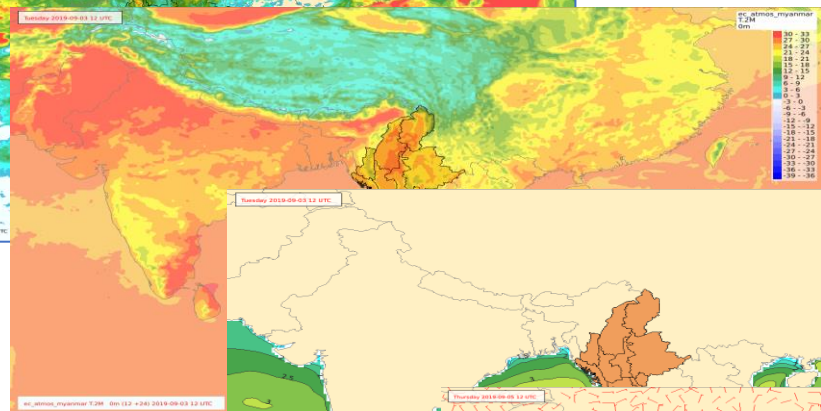 Tuesday 2019-09-03 12 UTC
ec_atmos_myanmar
T.2M
0m
30 - 33
27 - 30
24 - 27
21 - 24
18 - 21
15 - 18
12 - 15
9 - 12
6 - 9
3 - 6
0 - 3
-3 - 0
-6 - -3
-9 - -6
-12 - -9
-15 - -12
-18 - -15
-21 - -18
-24 - -21
-27 - -24
-30 - -27
-33 - -30
-36 - -33
-39 - -36
Tuesday 2019-09-03 12 UTC
2.5
3
3
Thursday 2019-09-05 12 UTC
ec_atmos_myanmar T.2M 0m (12 +24) 2019-09-03 12 UTC